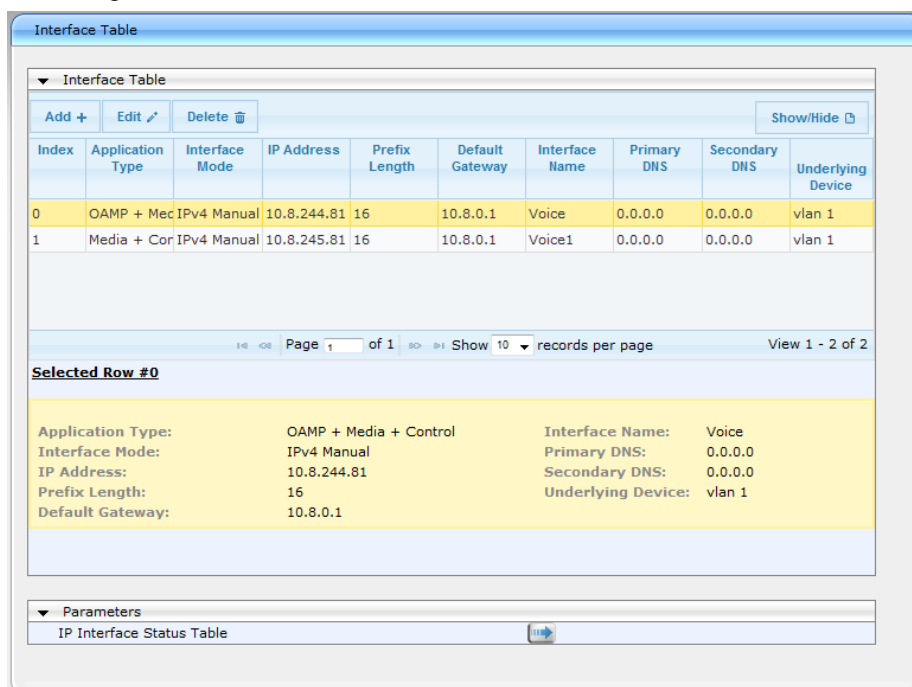 Interface Table
Interface Table
Add + Edit Delete Show/Hide
Index Application Type Interface Mode IP Address Prefix Length Default Gateway Interface Name Primary DNS Secondary DNS Underlying Device
0 OAMP + Mec IPv4 Manual 10.8.244.81 16 10.8.0.1 Voice 0.0.0.0 0.0.0.0 vlan 1
1 Media + Cor IPv4 Manual 10.8.245.81 16 10.8.0.1 Voice1 0.0.0.0 0.0.0.0 vlan 1
Page 1 of 1 Show 10 records per page View 1 - 2 of 2
Selected Row #0
Application Type: OAMP + Media + Control Interface Name: Voice
Interface Mode: IPv4 Manual Primary DNS: 0.0.0.0
IP Address: 10.8.244.81 Secondary DNS: 0.0.0.0
Prefix Length: 16 Underlying Device: vlan 1
Default Gateway: 10.8.0.1
Parameters
IP Interface Status Table